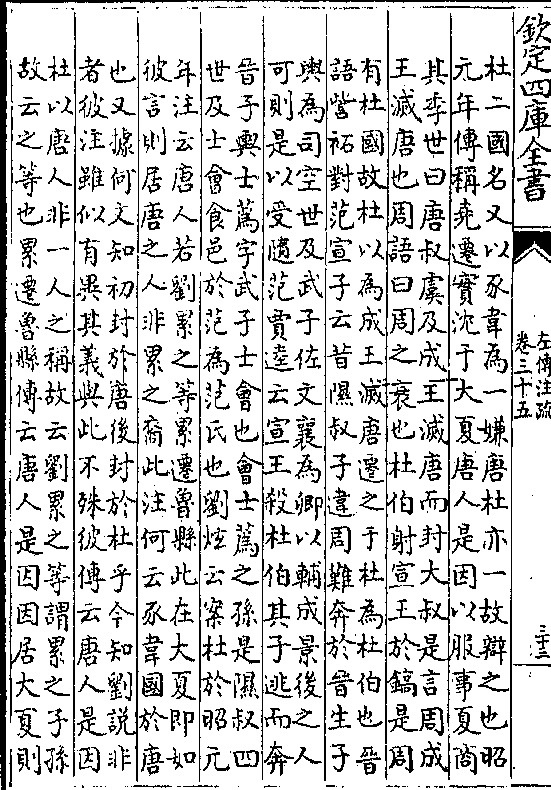 欽定四庫全書
左傳注疏
卷三十五
三十三
杜二國名又以豕韋為一嫌唐杜亦一故辯之也昭
元年傳稱堯遷實沈于大夏唐人是因以服事夏商
其季世曰唐叔虞及成王滅唐而封大叔是言周成
王滅唐也周語曰周之衰也杜伯射宣王於鎬是周
有杜國故杜以為成王滅唐遷之于杜為杜伯也晉
語訾祏對范宣子云昔隰叔子違周難奔於晉生子
輿為司空世及武子佐文襄為卿以輔成景後之人
可則是以受隨范賈逵云宣王殺杜伯其子逃而奔
晉子輿士蒍字武子士會也會士蒍之孫是隰叔四
世及士會食邑於范為范氏也劉炫云案杜於昭元
年注云唐人若劉累之等累遷魯縣此在大夏即如
彼言則居唐之人非累之裔此注何云豕韋國於唐
也又據何文知初封於唐後封於杜乎今知劉說非
者彼注雖似有異其義與此不殊彼傳云唐人是因
杜以唐人非一人之稱故云劉累之等謂累之子孫
故云之等也累遷魯縣傳云唐人是因因居大夏則